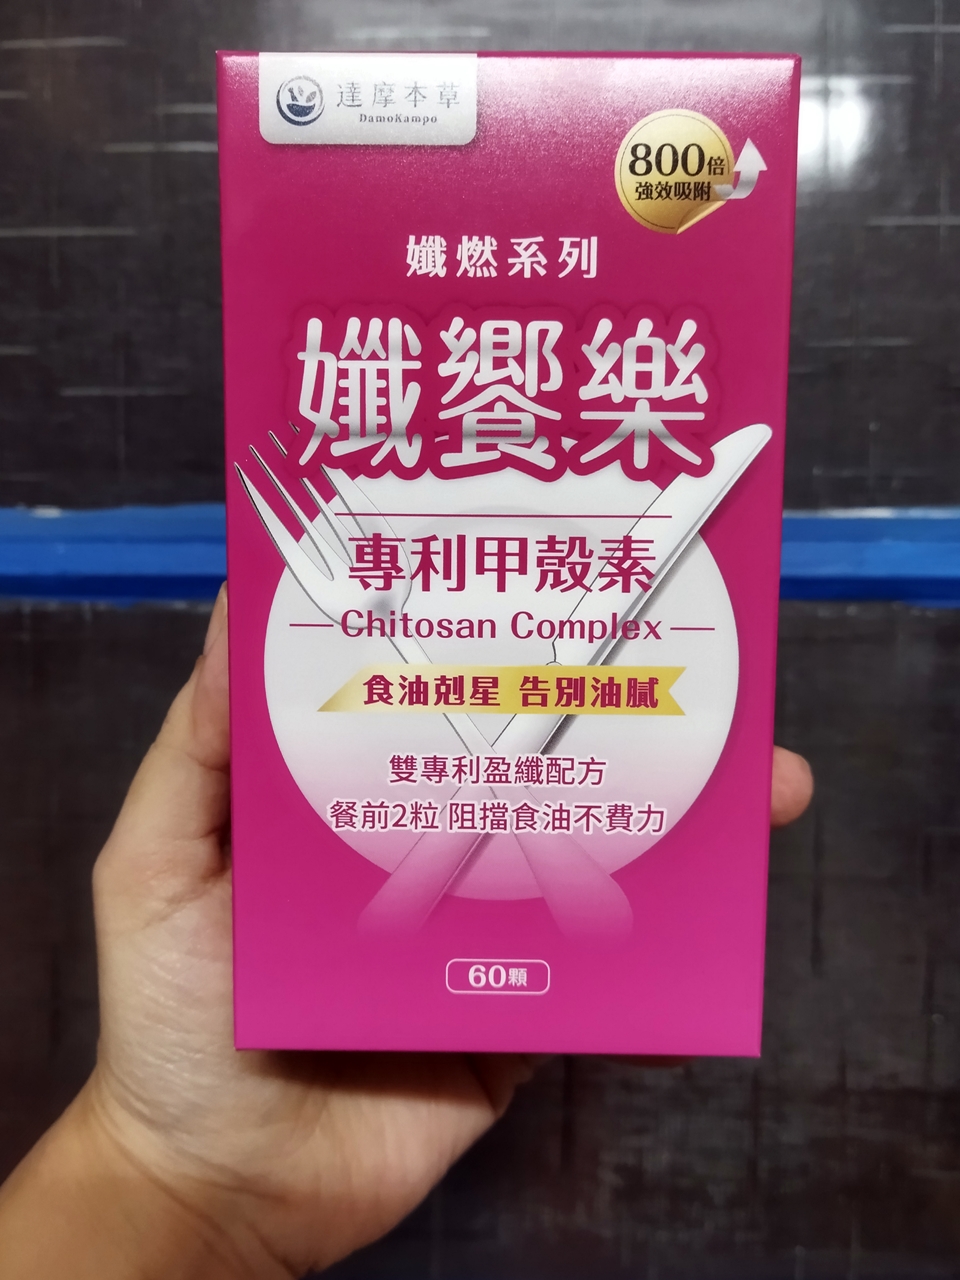 達摩本草
DamoKampo
800倍
強效吸附
孅燃系列
孅饗樂
專利甲殼素
Chitosan Complex
食油剋星 告別油膩
雙專利盈纖配方
餐前2粒 阻擋食油不費力
60顆